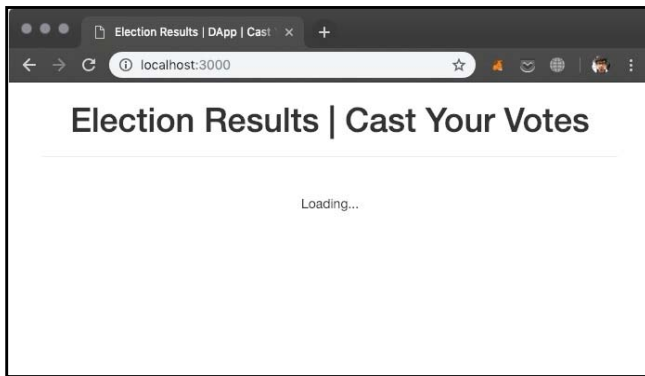 Election Results | DApp | Cast
localhost:3000
Election Results | Cast Your Votes
Loading...